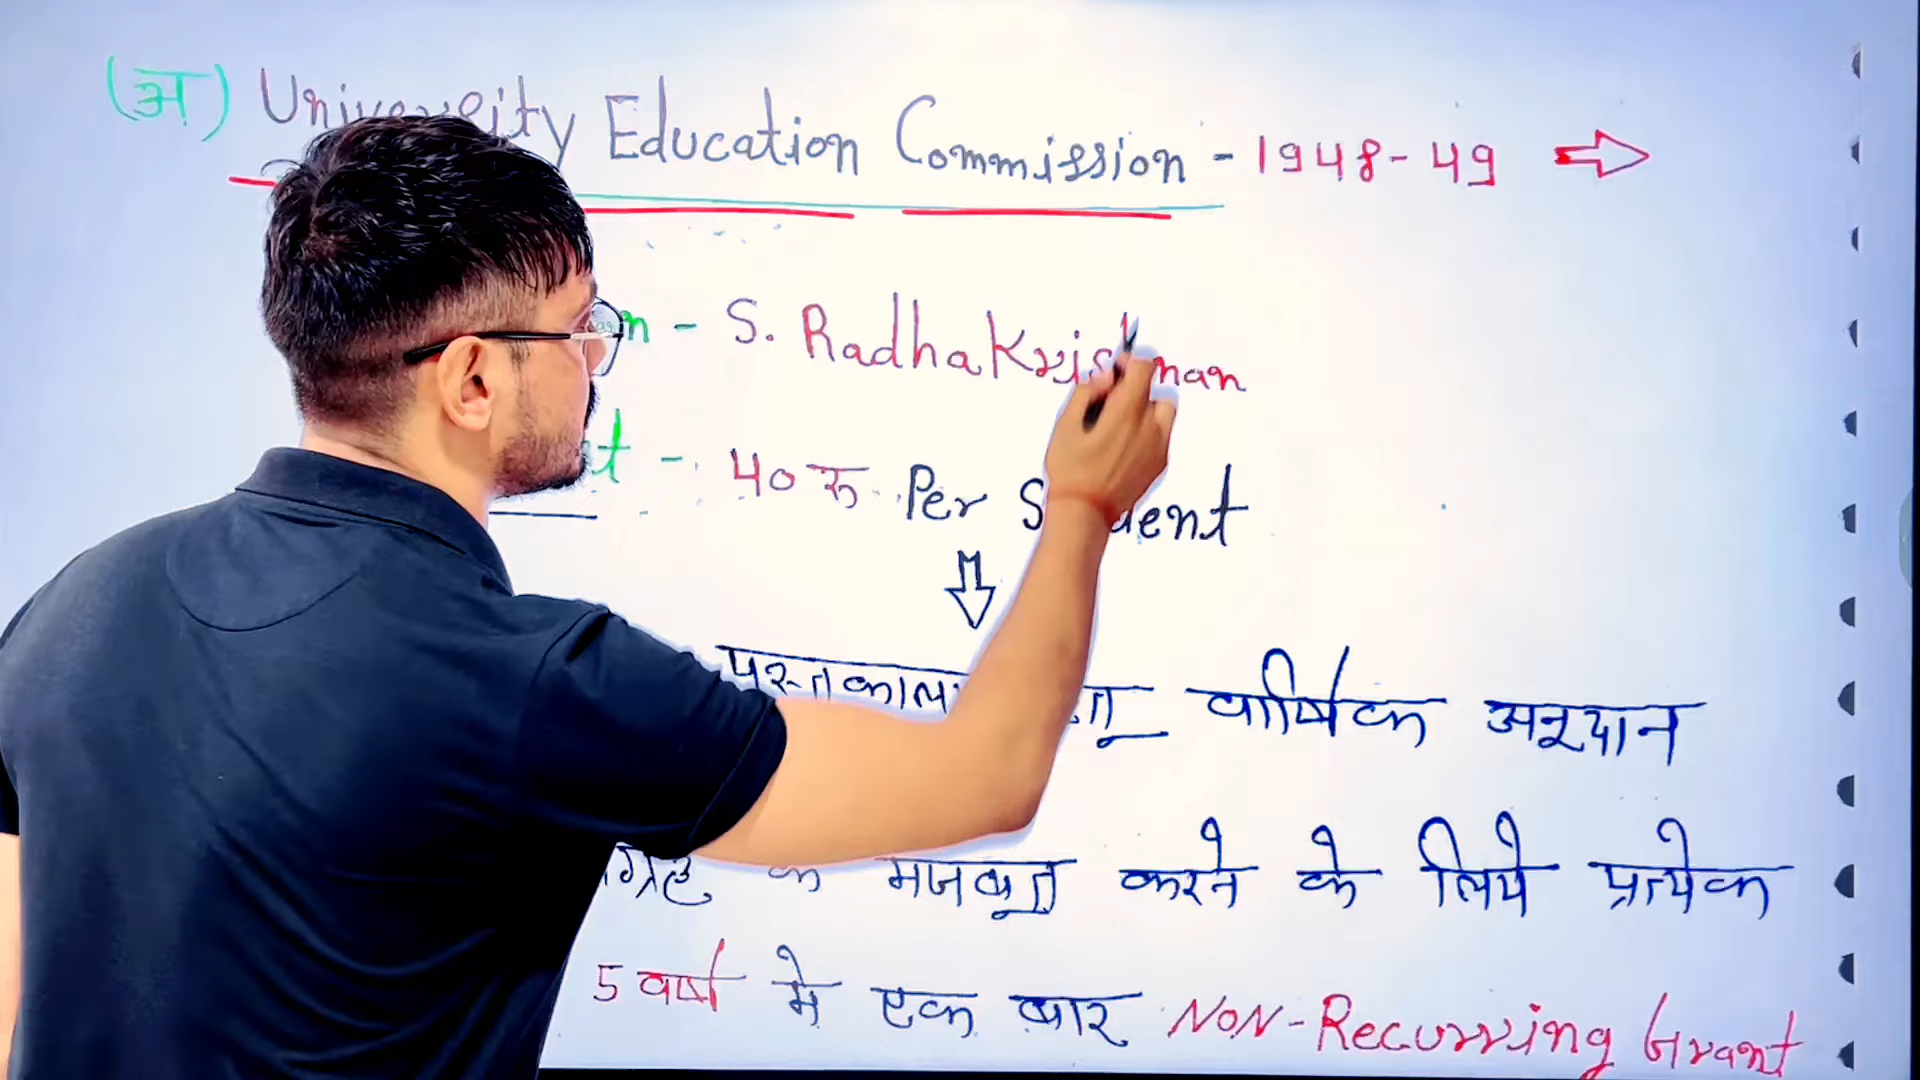 (अ) University Education Commission - 1948-49
- S. RadhaKrishnan
- 40 रु. Per Student
वार्षिक अनुदान
मजबूत करने के लिये प्रत्येक
5 वर्ष मे एक बार NoN-Recurring Grant